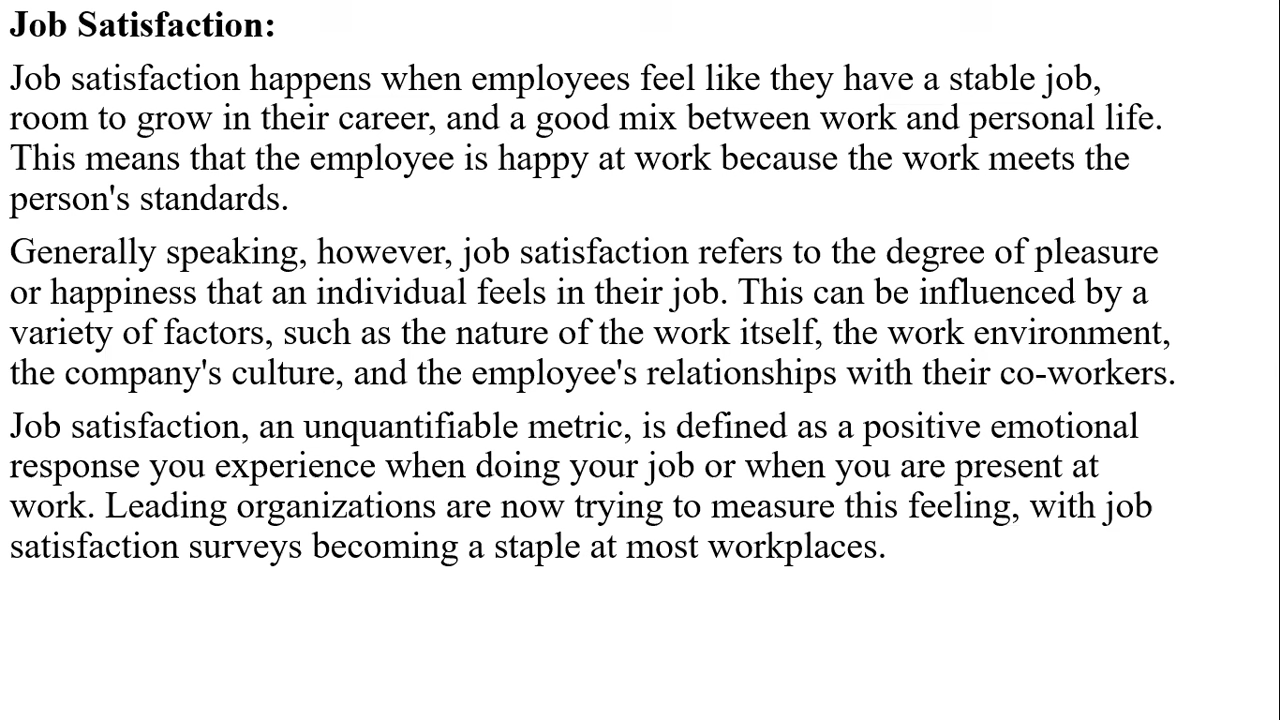 Job Satisfaction:
Job satisfaction happens when employees feel like they have a stable job,
room to grow in their career, and a good mix between work and personal life.
This means that the employee is happy at work because the work meets the
person's standards.
Generally speaking, however, job satisfaction refers to the degree of pleasure
or happiness that an individual feels in their job. This can be influenced by a
variety of factors, such as the nature of the work itself, the work environment,
the company's culture, and the employee's relationships with their co-workers.
Job satisfaction, an unquantifiable metric, is defined as a positive emotional
response you experience when doing your job or when you are present at
work. Leading organizations are now trying to measure this feeling, with job
satisfaction surveys becoming a staple at most workplaces.